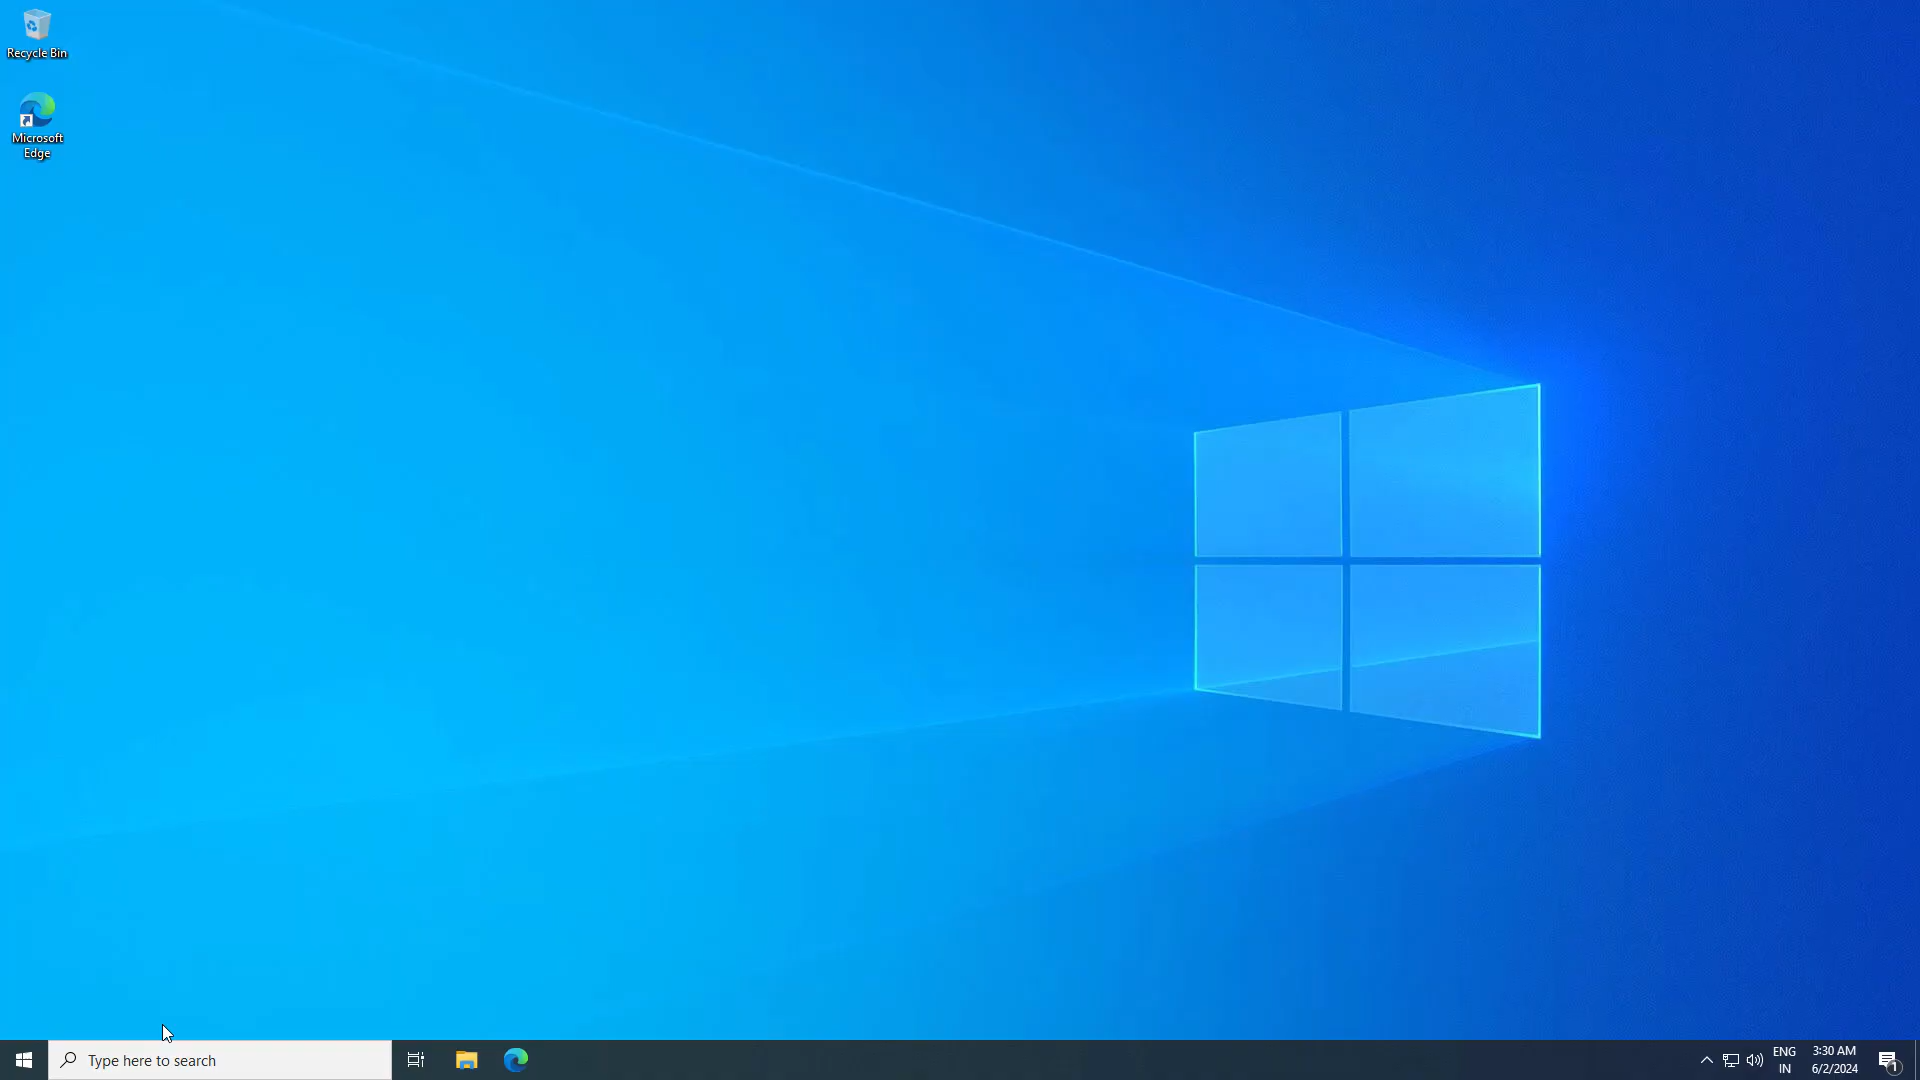 Recycle Bin
Microsoft
Edge
Type here to search
ENG
IN
3:30 AM
6/2/2024
1